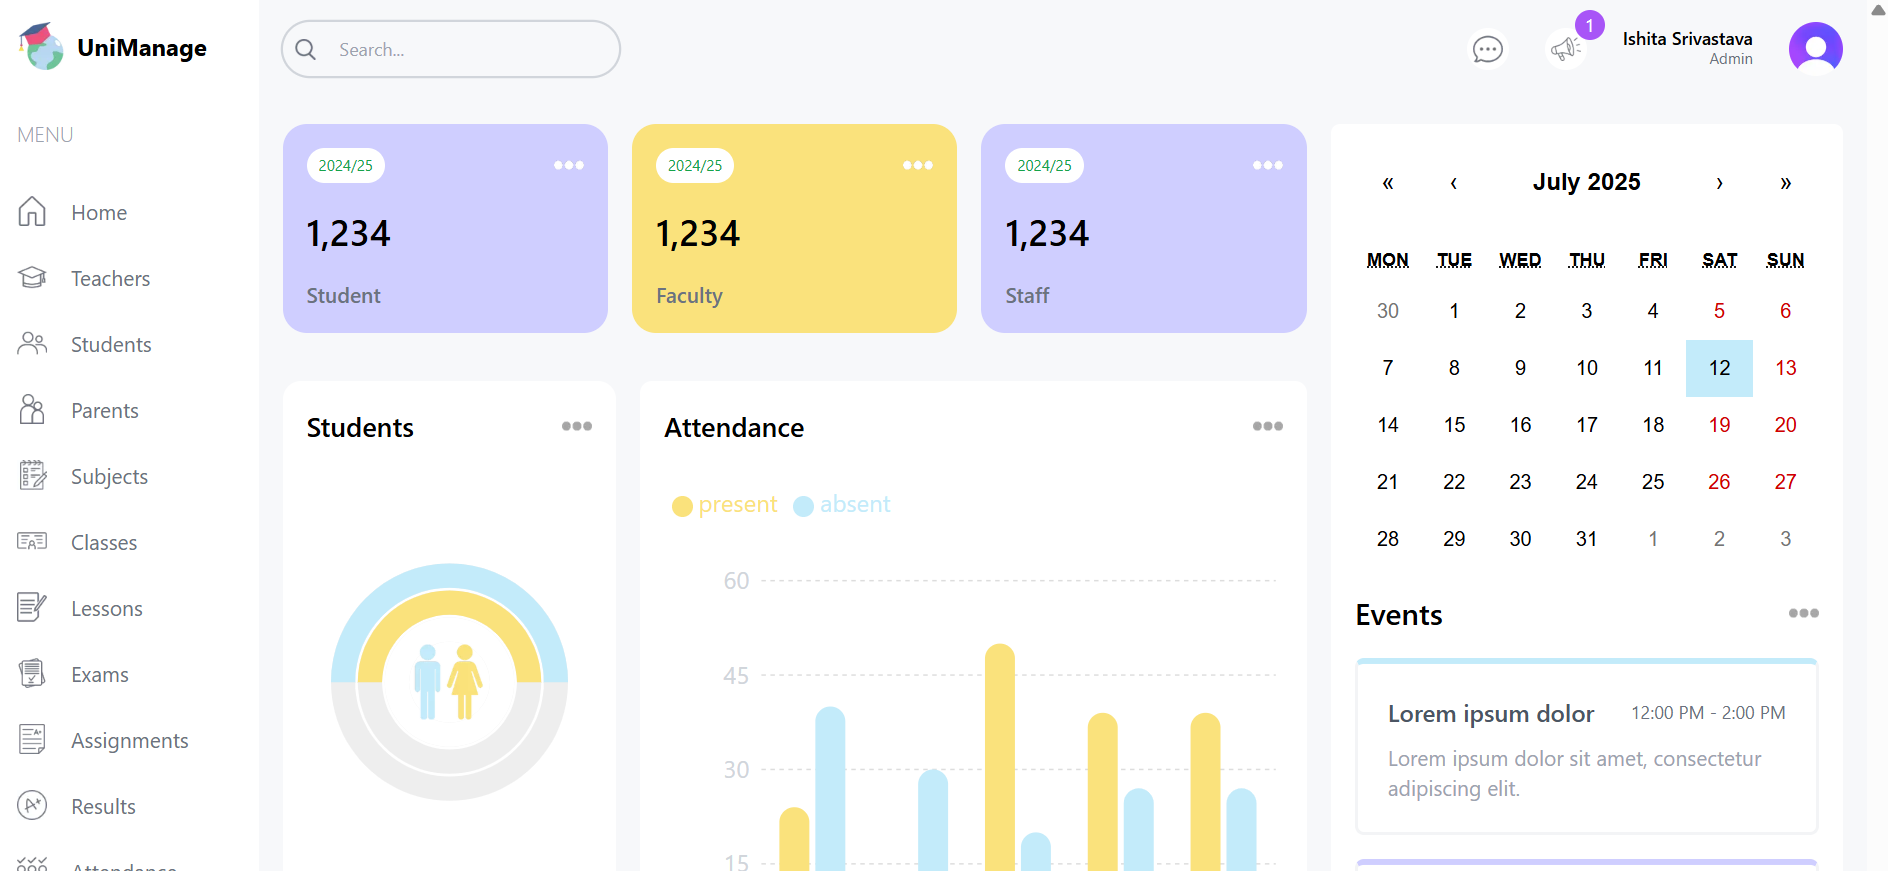 UniManage
Search...
1
Ishita Srivastava
Admin
MENU
Home
Teachers
Students
Parents
Subjects
Classes
Lessons
Exams
Assignments
Results
Attendance
2024/25
1,234
Student
2024/25
1,234
Faculty
2024/25
1,234
Staff
Students
Attendance
present absent
60
45
30
15
« ‹ July 2025 › »
MON TUE WED THU FRI SAT SUN
30 1 2 3 4 5 6
7 8 9 10 11 12 13
14 15 16 17 18 19 20
21 22 23 24 25 26 27
28 29 30 31 1 2 3
Events
Lorem ipsum dolor 12:00 PM - 2:00 PM
Lorem ipsum dolor sit amet, consectetur
adipiscing elit.